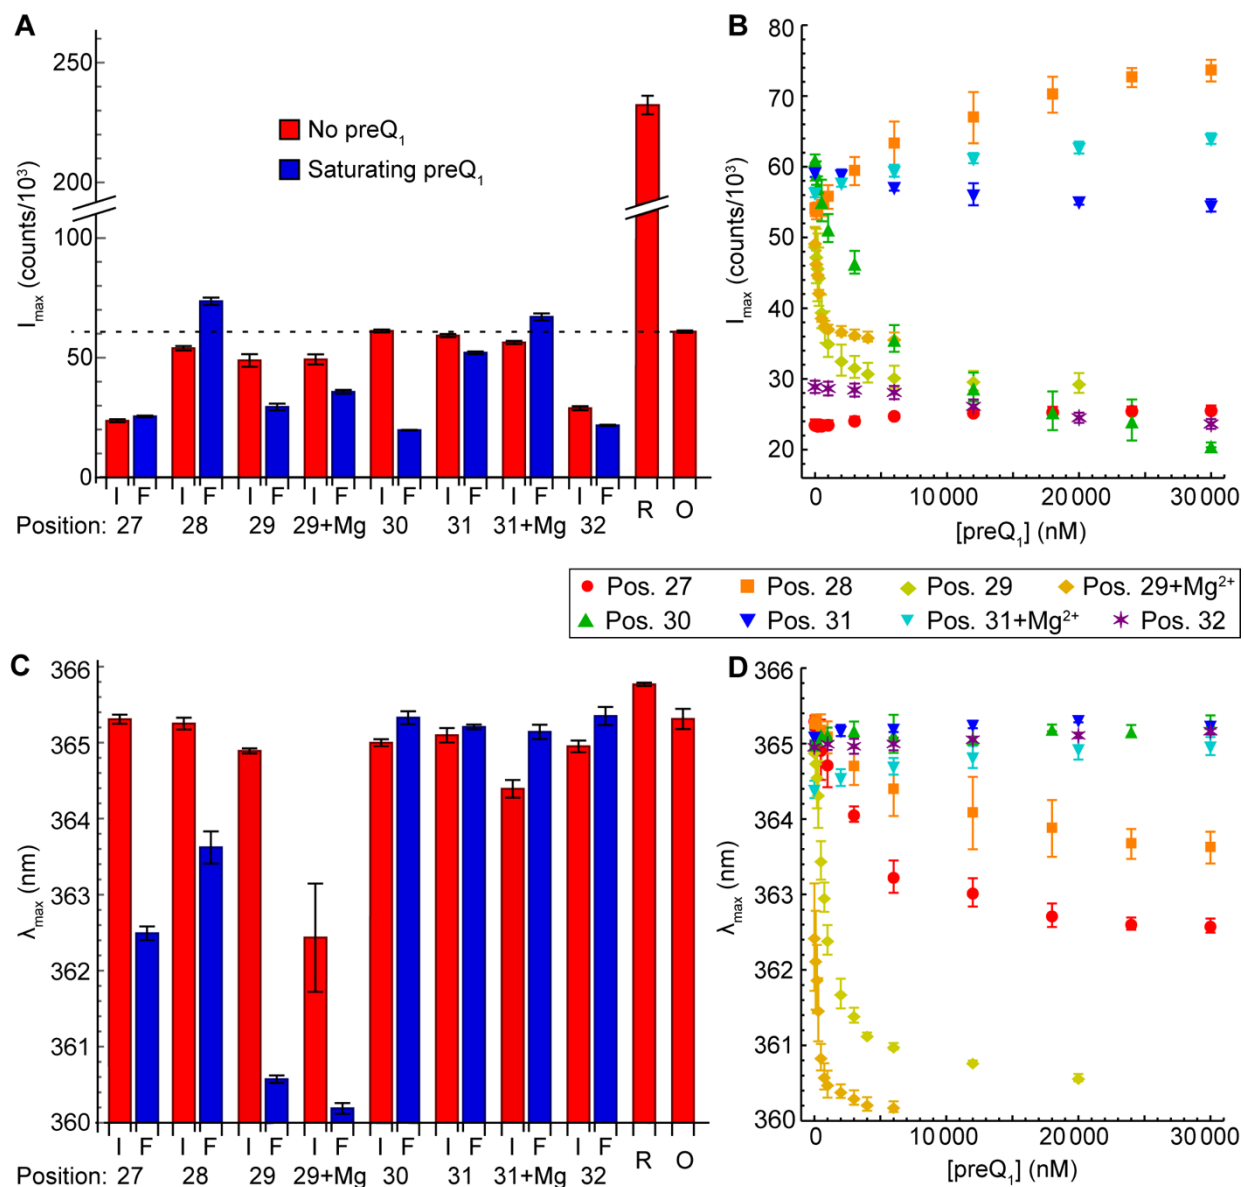 A
250
200
100
50
0
I_max (counts/10³)
No preQ₁
Saturating preQ₁
I F I F I F I F I F I F I F I F R O
Position: 27 28 29 29+Mg 30 31 31+Mg 32
B
80
70
60
50
40
30
20
I_max (counts/10³)
0 10 000 20 000 30 000
[preQ₁] (nM)
Pos. 27 Pos. 28 Pos. 29 Pos. 29+Mg²⁺
Pos. 30 Pos. 31 Pos. 31+Mg²⁺ Pos. 32
C
366
365
364
363
362
361
360
λ_max (nm)
I F I F I F I F I F I F I F I F R O
Position: 27 28 29 29+Mg 30 31 31+Mg 32
D
366
365
364
363
362
361
360
λ_max (nm)
0 10 000 20 000 30 000
[preQ₁] (nM)